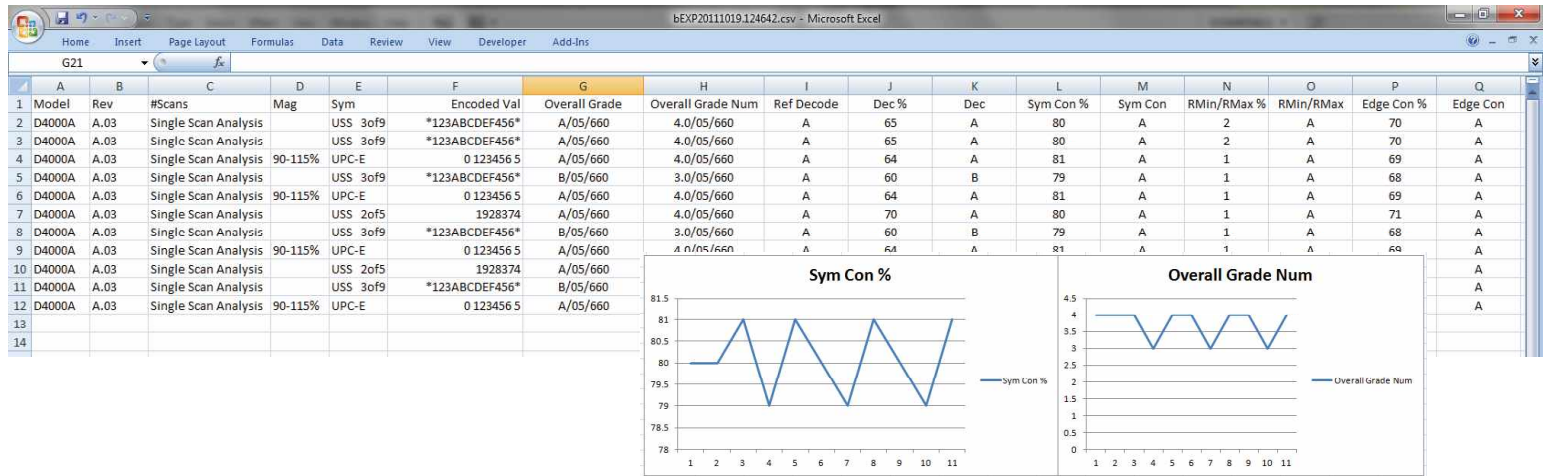 bEXP20111019.124642.csv - Microsoft Excel
Home Insert Page Layout Formulas Data Review View Developer Add-Ins
G21 fx
A B C D E F G H I J K L M N O P Q
1 Model Rev #Scans Mag Sym Encoded Val Overall Grade Overall Grade Num Ref Decode Dec % Dec Sym Con % Sym Con RMin/RMax % RMin/RMax Edge Con % Edge Con
2 D4000A A.03 Single Scan Analysis USS 3of9 *123ABCDEF456* A/05/660 4.0/05/660 A 65 A 80 A 2 A 70 A
3 D4000A A.03 Single Scan Analysis USS 3of9 *123ABCDEF456* A/05/660 4.0/05/660 A 65 A 80 A 2 A 70 A
4 D4000A A.03 Single Scan Analysis 90-115% UPC-E 0 123456 5 A/05/660 4.0/05/660 A 64 A 81 A 1 A 69 A
5 D4000A A.03 Single Scan Analysis USS 3of9 *123ABCDEF456* B/05/660 3.0/05/660 A 60 B 79 A 1 A 68 A
6 D4000A A.03 Single Scan Analysis 90-115% UPC-E 0 123456 5 A/05/660 4.0/05/660 A 64 A 81 A 1 A 69 A
7 D4000A A.03 Single Scan Analysis USS 2of5 1928374 A/05/660 4.0/05/660 A 70 A 80 A 1 A 71 A
8 D4000A A.03 Single Scan Analysis USS 3of9 *123ABCDEF456* B/05/660 3.0/05/660 A 60 B 79 A 1 A 68 A
9 D4000A A.03 Single Scan Analysis 90-115% UPC-E 0 123456 5 A/05/660 4.0/05/660 A 64 A 81 A 1 A 69 A
10 D4000A A.03 Single Scan Analysis USS 2of5 1928374 A/05/660 A
11 D4000A A.03 Single Scan Analysis USS 3of9 *123ABCDEF456* B/05/660 A
12 D4000A A.03 Single Scan Analysis 90-115% UPC-E 0 123456 5 A/05/660 A
13
14
Sym Con %
81.5
81
80.5
80
79.5
79
78.5
78
1 2 3 4 5 6 7 8 9 10 11
Sym Con %
Overall Grade Num
4.5
4
3.5
3
2.5
2
1.5
1
0.5
0
1 2 3 4 5 6 7 8 9 10 11
Overall Grade Num